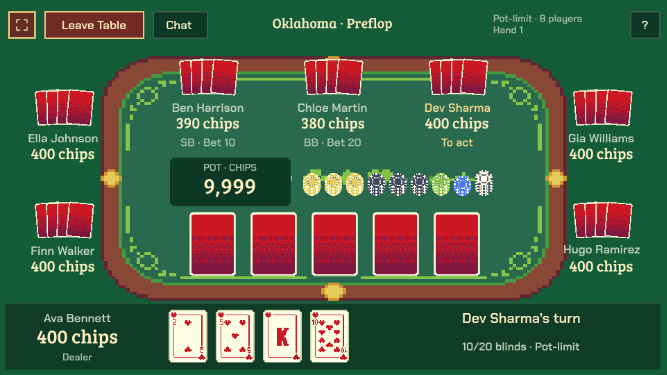 Leave Table
Chat
Oklahoma · Preflop
Pot-limit · 8 players
Hand 1
?
Ben Harrison
390 chips
SB · Bet 10
Chloe Martin
380 chips
BB · Bet 20
Dev Sharma
400 chips
To act
Ella Johnson
400 chips
Gia Williams
400 chips
POT · CHIPS
9,999
Finn Walker
400 chips
Hugo Ramirez
400 chips
Ava Bennett
400 chips
Dealer
5
K
10
Dev Sharma's turn
10/20 blinds · Pot-limit